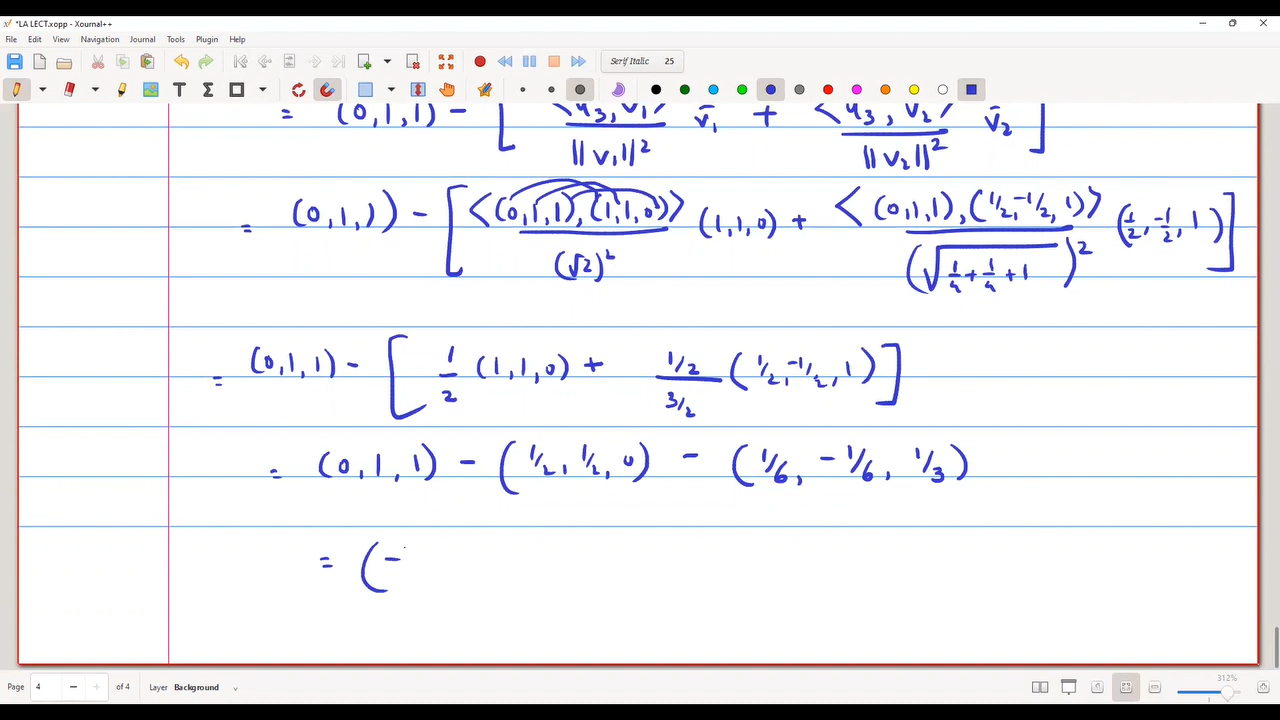 *LA LECT.xopp - Xournal++
File Edit View Navigation Journal Tools Plugin Help
Serif Italic 25
= (0,1,1) - [ <u3, v1> / ||v1||² v̄1 + <u3, v2> / ||v2||² v̄2 ]
= (0,1,1) - [ <(0,1,1),(1,1,0)> / (√2)² (1,1,0) + <(0,1,1),(1/2,-1/2,1)> / (√(1/4+1/4+1))² (1/2,-1/2,1) ]
= (0,1,1) - [ 1/2 (1,1,0) + 1/2 / 3/2 (1/2,-1/2,1) ]
= (0,1,1) - (1/2,1/2,0) - (1/6,-1/6,1/3)
= (-
Page 4 of 4 Layer Background 312%